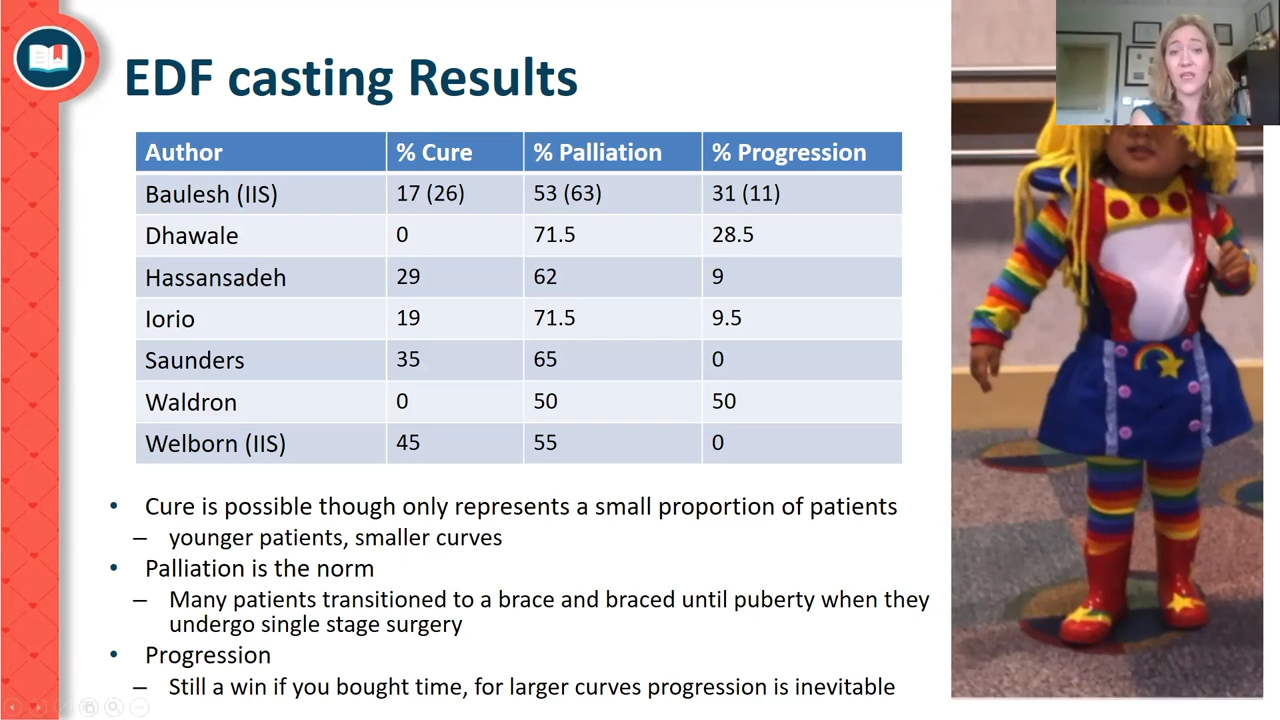 EDF casting Results
Author % Cure % Palliation % Progression
Baulesh (IIS) 17 (26) 53 (63) 31 (11)
Dhawale 0 71.5 28.5
Hassansadeh 29 62 9
Iorio 19 71.5 9.5
Saunders 35 65 0
Waldron 0 50 50
Welborn (IIS) 45 55 0
• Cure is possible though only represents a small proportion of patients
– younger patients, smaller curves
• Palliation is the norm
– Many patients transitioned to a brace and braced until puberty when they
undergo single stage surgery
• Progression
– Still a win if you bought time, for larger curves progression is inevitable